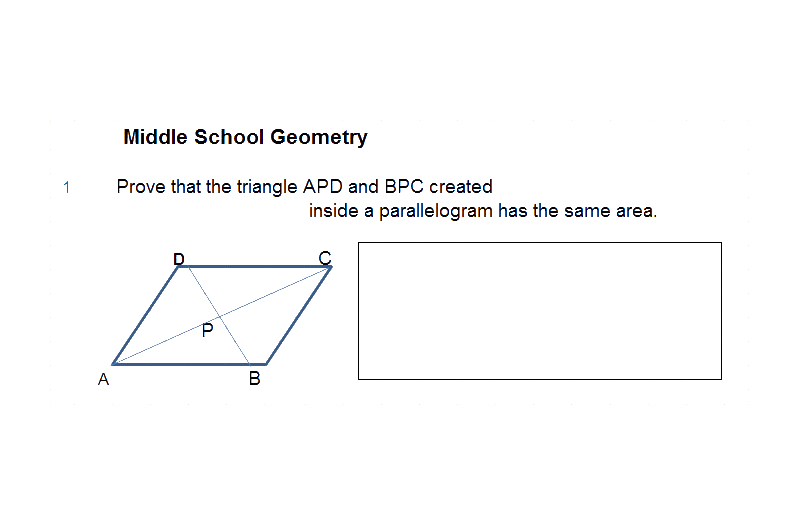 Middle School Geometry
1 Prove that the triangle APD and BPC created
inside a parallelogram has the same area.
D C
P
A B